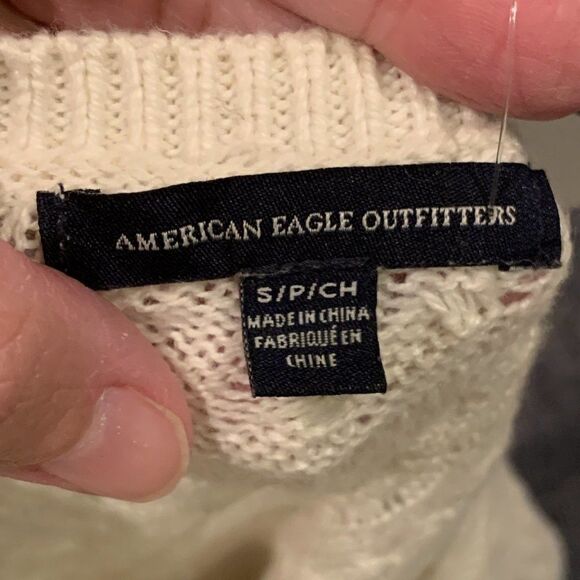 AMERICAN EAGLE OUTFITTERS
S/P/CH
MADE IN CHINA
FABRIQUÉ EN
CHINE